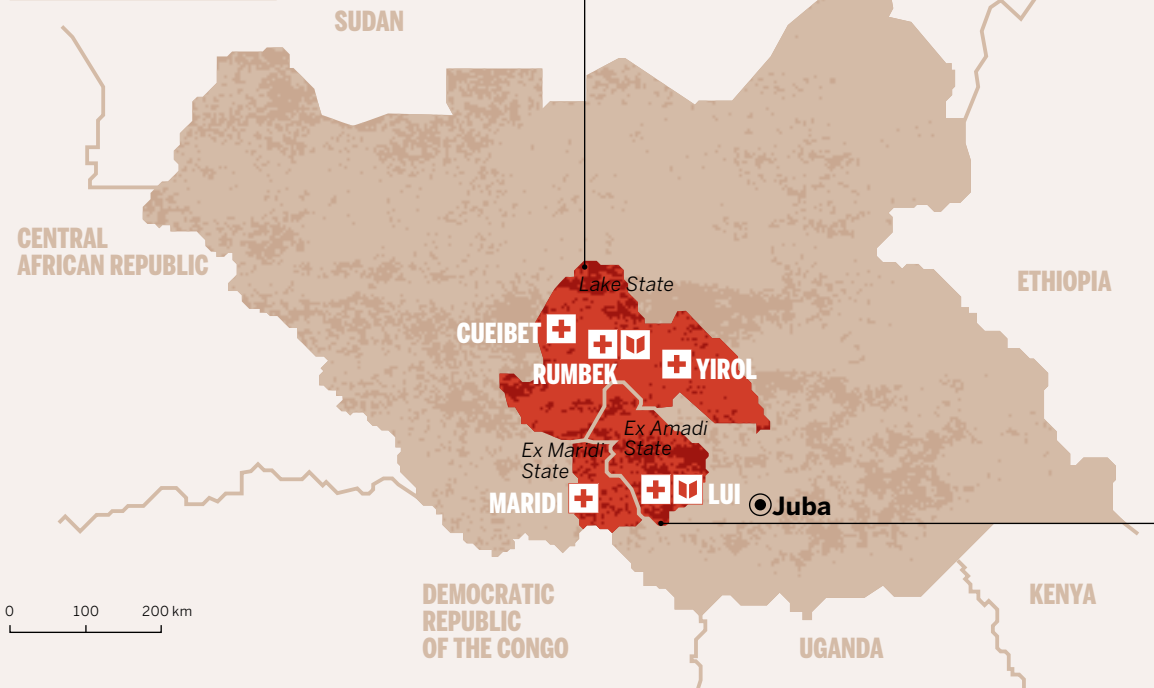 SUDAN
CENTRAL
AFRICAN REPUBLIC
ETHIOPIA
Lake State
CUEIBET
RUMBEK
YIROL
Ex Amadi
State
Ex Maridi
State
MARIDI
LUI
Juba
DEMOCRATIC
REPUBLIC
OF THE CONGO
KENYA
UGANDA
0 100 200 km